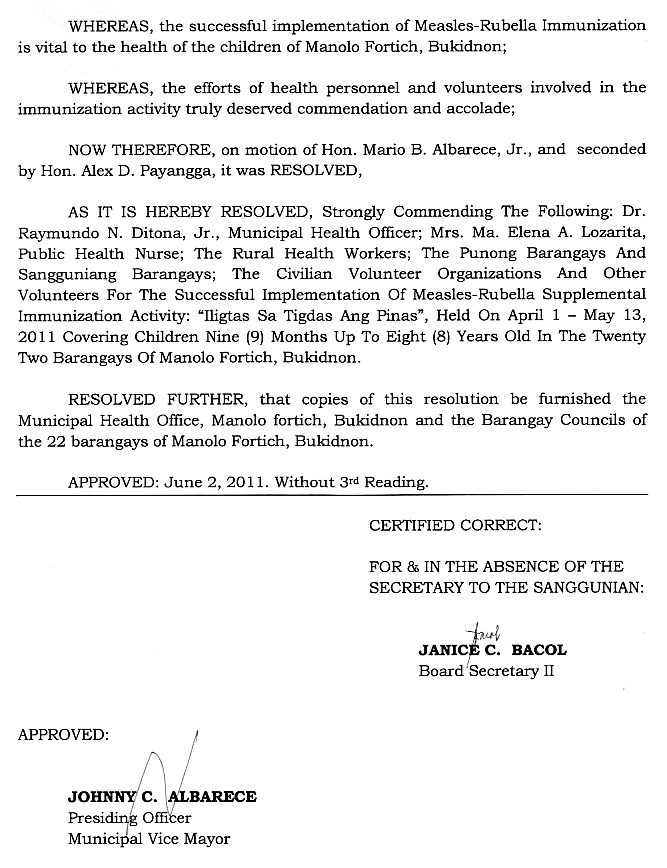 WHEREAS, the successful implementation of Measles-Rubella Immunization
is vital to the health of the children of Manolo Fortich, Bukidnon;
WHEREAS, the efforts of health personnel and volunteers involved in the
immunization activity truly deserved commendation and accolade;
NOW THEREFORE, on motion of Hon. Mario B. Albarece, Jr., and seconded
by Hon. Alex D. Payangga, it was RESOLVED,
AS IT IS HEREBY RESOLVED, Strongly Commending The Following: Dr.
Raymundo N. Ditona, Jr., Municipal Health Officer; Mrs. Ma. Elena A. Lozarita,
Public Health Nurse; The Rural Health Workers; The Punong Barangays And
Sangguniang Barangays; The Civilian Volunteer Organizations And Other
Volunteers For The Successful Implementation Of Measles-Rubella Supplemental
Immunization Activity: “Iligtas Sa Tigdas Ang Pinas”, Held On April 1 – May 13,
2011 Covering Children Nine (9) Months Up To Eight (8) Years Old In The Twenty
Two Barangays Of Manolo Fortich, Bukidnon.
RESOLVED FURTHER, that copies of this resolution be furnished the
Municipal Health Office, Manolo fortich, Bukidnon and the Barangay Councils of
the 22 barangays of Manolo Fortich, Bukidnon.
APPROVED: June 2, 2011. Without 3rd Reading.
CERTIFIED CORRECT:
FOR & IN THE ABSENCE OF THE
SECRETARY TO THE SANGGUNIAN:
JANICE C. BACOL
Board Secretary II
APPROVED:
JOHNNY C. ALBARECE
Presiding Officer
Municipal Vice Mayor